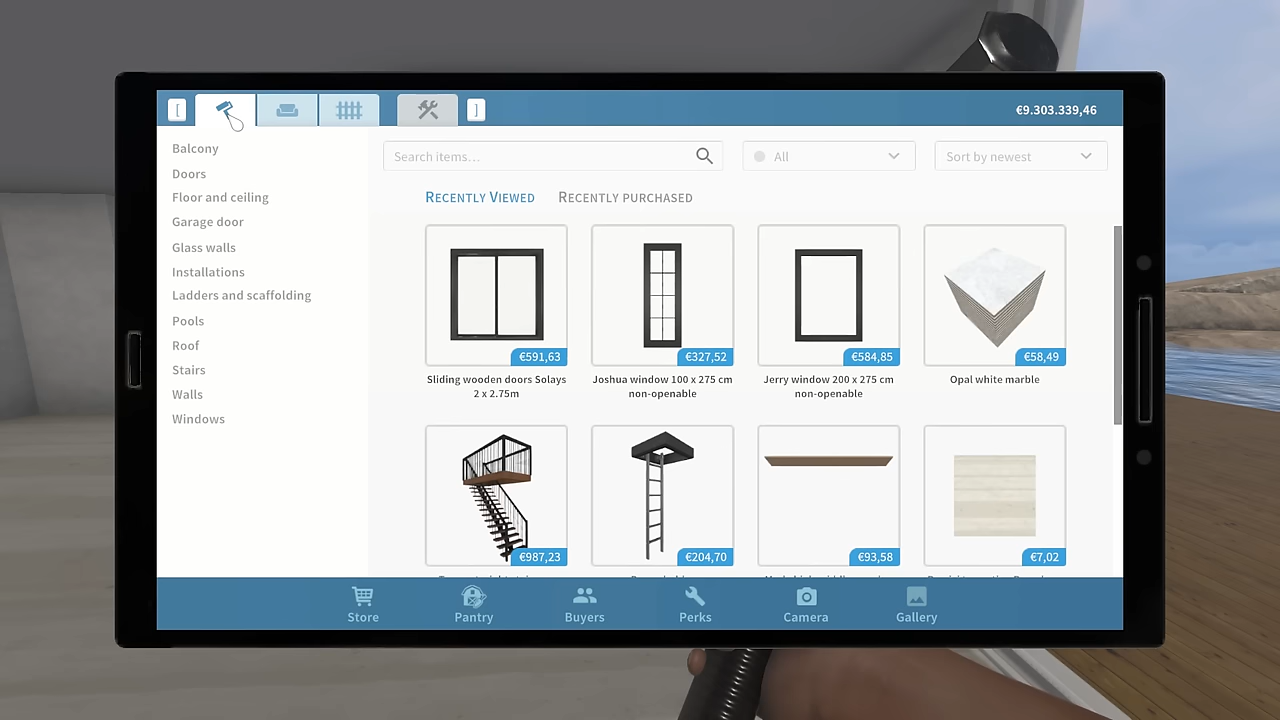 [
]
€9.303.339,46
Balcony
Doors
Floor and ceiling
Garage door
Glass walls
Installations
Ladders and scaffolding
Pools
Roof
Stairs
Walls
Windows
Search items...
All
Sort by newest
Recently Viewed
Recently purchased
€591,63
€327,52
€584,85
€58,49
Sliding wooden doors Solays
2 x 2.75m
Joshua window 100 x 275 cm
non-openable
Jerry window 200 x 275 cm
non-openable
Opal white marble
€987,23
€204,70
€93,58
€7,02
Store
Pantry
Buyers
Perks
Camera
Gallery